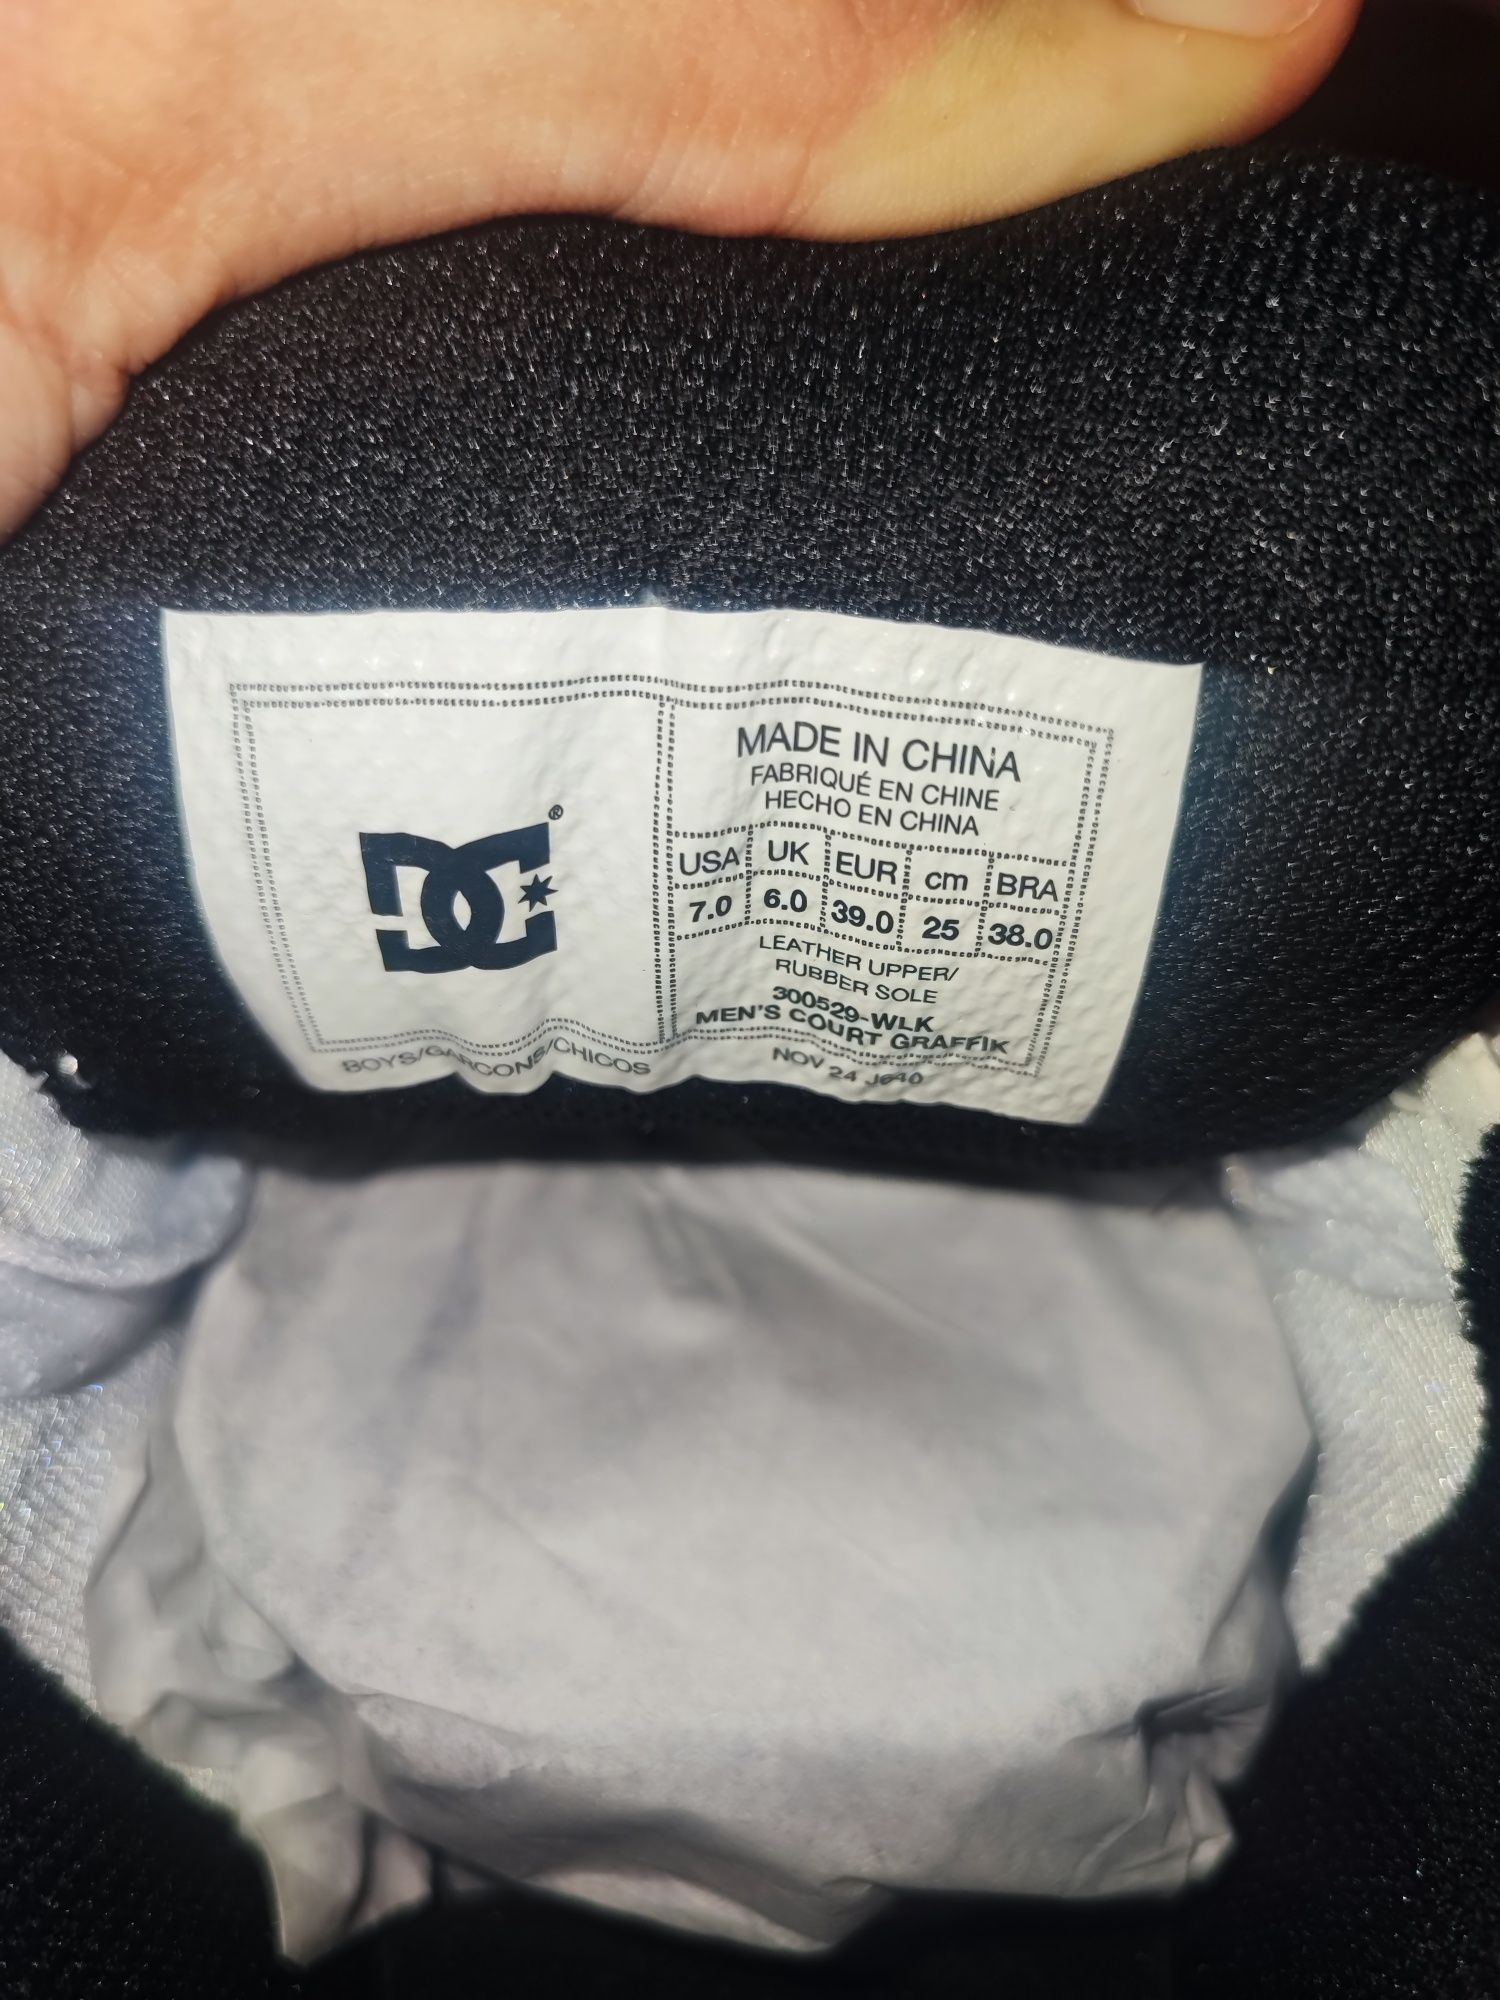 MADE IN CHINA
FABRIQUÉ EN CHINE
HECHO EN CHINA
USA UK EUR cm BRA
7.0 6.0 39.0 25 38.0
LEATHER UPPER/
RUBBER SOLE
300529-WLK
MEN'S COURT GRAFFIK
BOYS/GARCONS/CHICOS
NOV 24
DC®